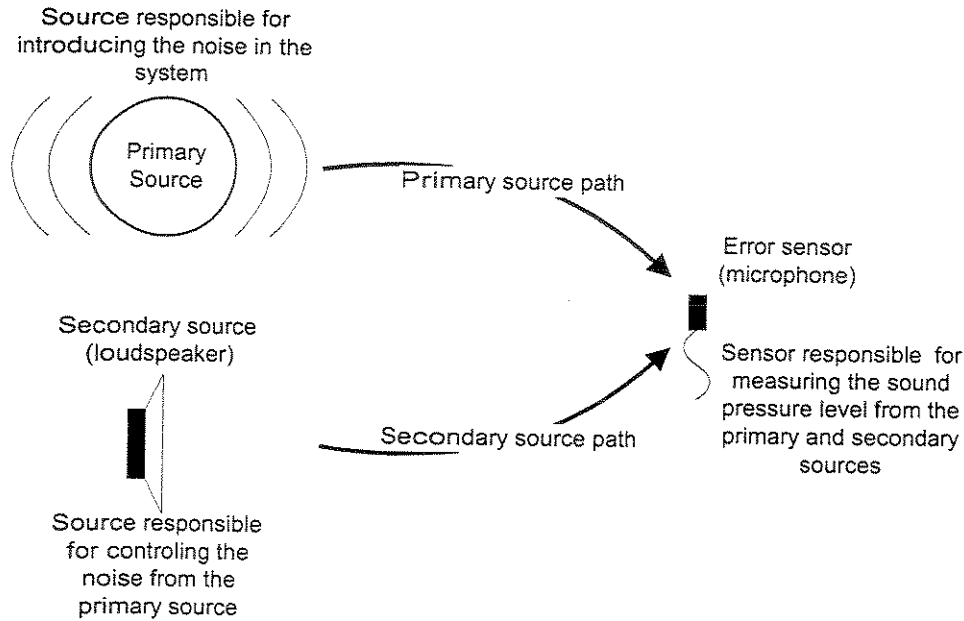 Source responsible for
introducing the noise in the
system
Primary
Source
Primary source path
Error sensor
(microphone)
Secondary source
(loudspeaker)
Sensor responsible for
measuring the sound
pressure level from the
primary and secondary
sources
Secondary source path
Source responsible
for controling the
noise from the
primary source